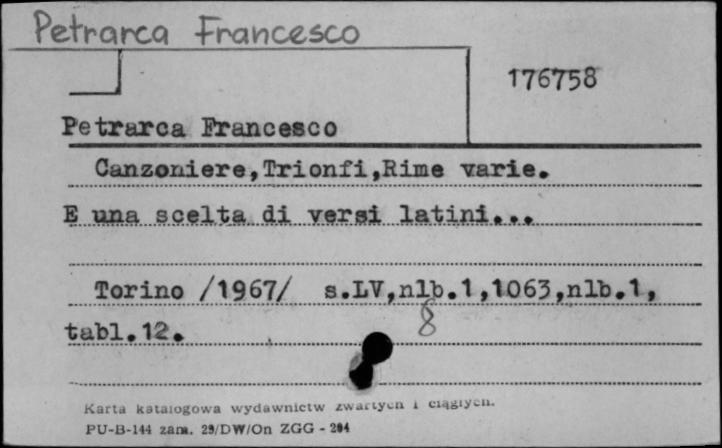 Petrarca Francesco
176758
Petrarca Francesco
Canzoniere,Trionfi,Rime varie.
E una scelta di versi latini...
Torino /1967/ s.LV,nlb.1,1063,nlb.1,
8
tabl.12.
Karta katalogowa wydawnictw zwartych i ciągłych.
PU-B-144 zam. 29/DW/On ZGG - 294